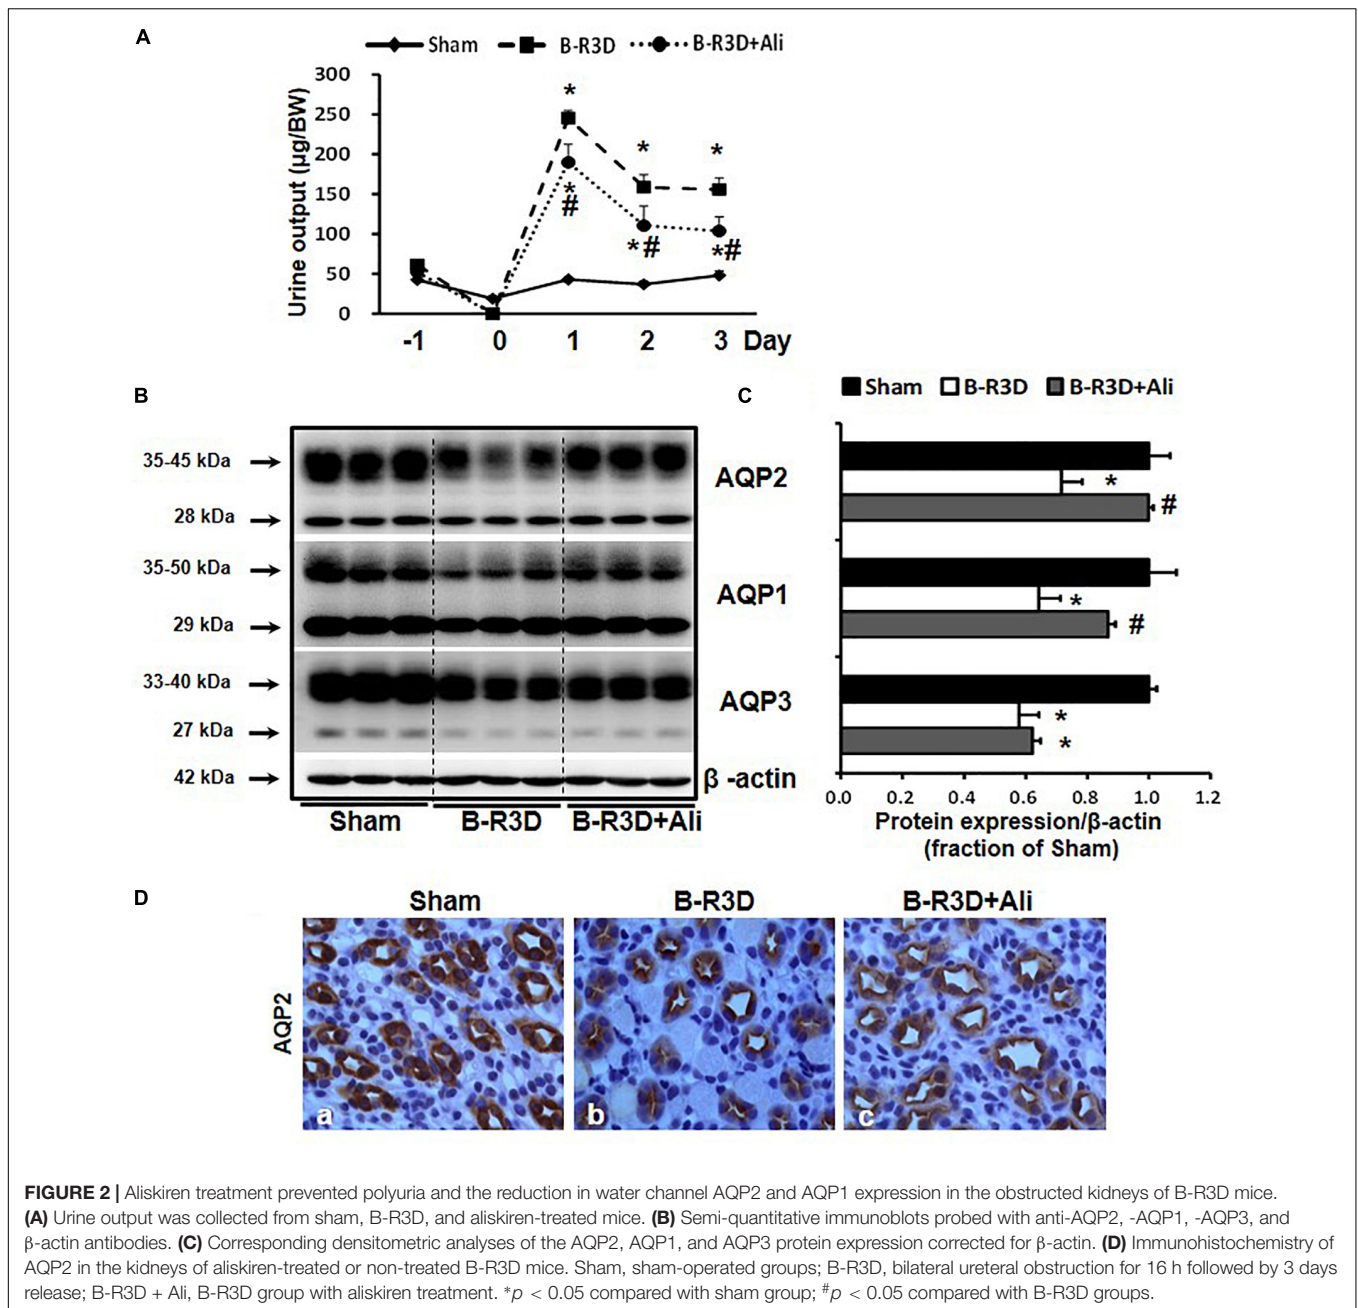 A
Sham B-R3D B-R3D+Ali
300
250
200
150
100
50
0
Urine output (µg/BW)
* * *
*
#
*# *#
-1 0 1 2 3 Day
B
35-45 kDa
28 kDa
35-50 kDa
29 kDa
33-40 kDa
27 kDa
42 kDa
AQP2
AQP1
AQP3
β -actin
Sham B-R3D B-R3D+Ali
C
Sham B-R3D B-R3D+Ali
*
#
*
#
*
*
0.0 0.2 0.4 0.6 0.8 1.0 1.2
Protein expression/β-actin
(fraction of Sham)
D
Sham B-R3D B-R3D+Ali
AQP2
a b c
FIGURE 2 | Aliskiren treatment prevented polyuria and the reduction in water channel AQP2 and AQP1 expression in the obstructed kidneys of B-R3D mice.
(A) Urine output was collected from sham, B-R3D, and aliskiren-treated mice. (B) Semi-quantitative immunoblots probed with anti-AQP2, -AQP1, -AQP3, and
β-actin antibodies. (C) Corresponding densitometric analyses of the AQP2, AQP1, and AQP3 protein expression corrected for β-actin. (D) Immunohistochemistry of
AQP2 in the kidneys of aliskiren-treated or non-treated B-R3D mice. Sham, sham-operated groups; B-R3D, bilateral ureteral obstruction for 16 h followed by 3 days
release; B-R3D + Ali, B-R3D group with aliskiren treatment. *p < 0.05 compared with sham group; #p < 0.05 compared with B-R3D groups.